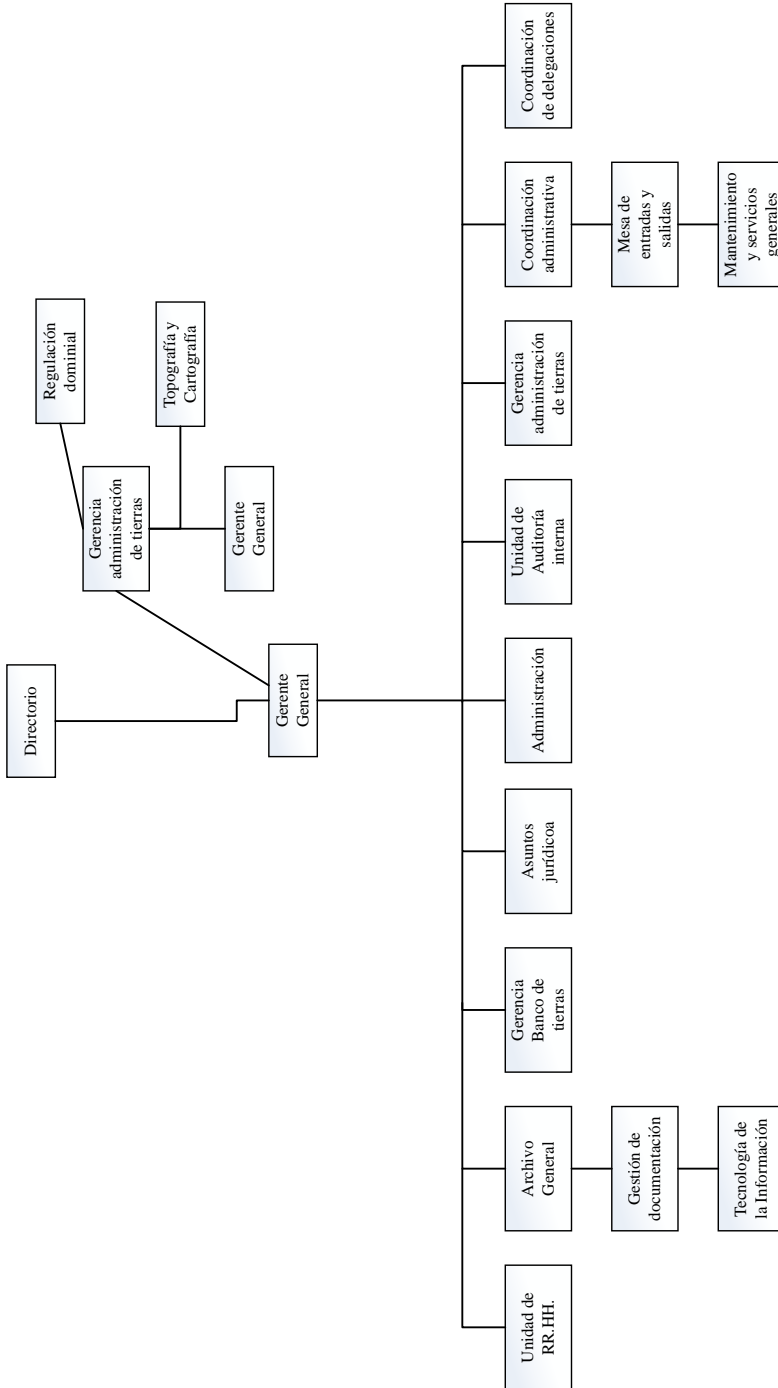 Directorio
Regulación
dominial
Gerencia
administración
de tierras
Topografía y
Cartografía
Gerente
General
Gerente
General
Unidad de
RR.HH.
Archivo
General
Gerencia
Banco de
tierras
Asuntos
jurídicoa
Administración
Unidad de
Auditoría
interna
Gerencia
administración
de tierras
Coordinación
administrativa
Coordinación
de delegaciones
Gestión de
documentación
Mesa de
entradas y
salidas
Tecnología de
la Información
Mantenimiento
y servicios
generales